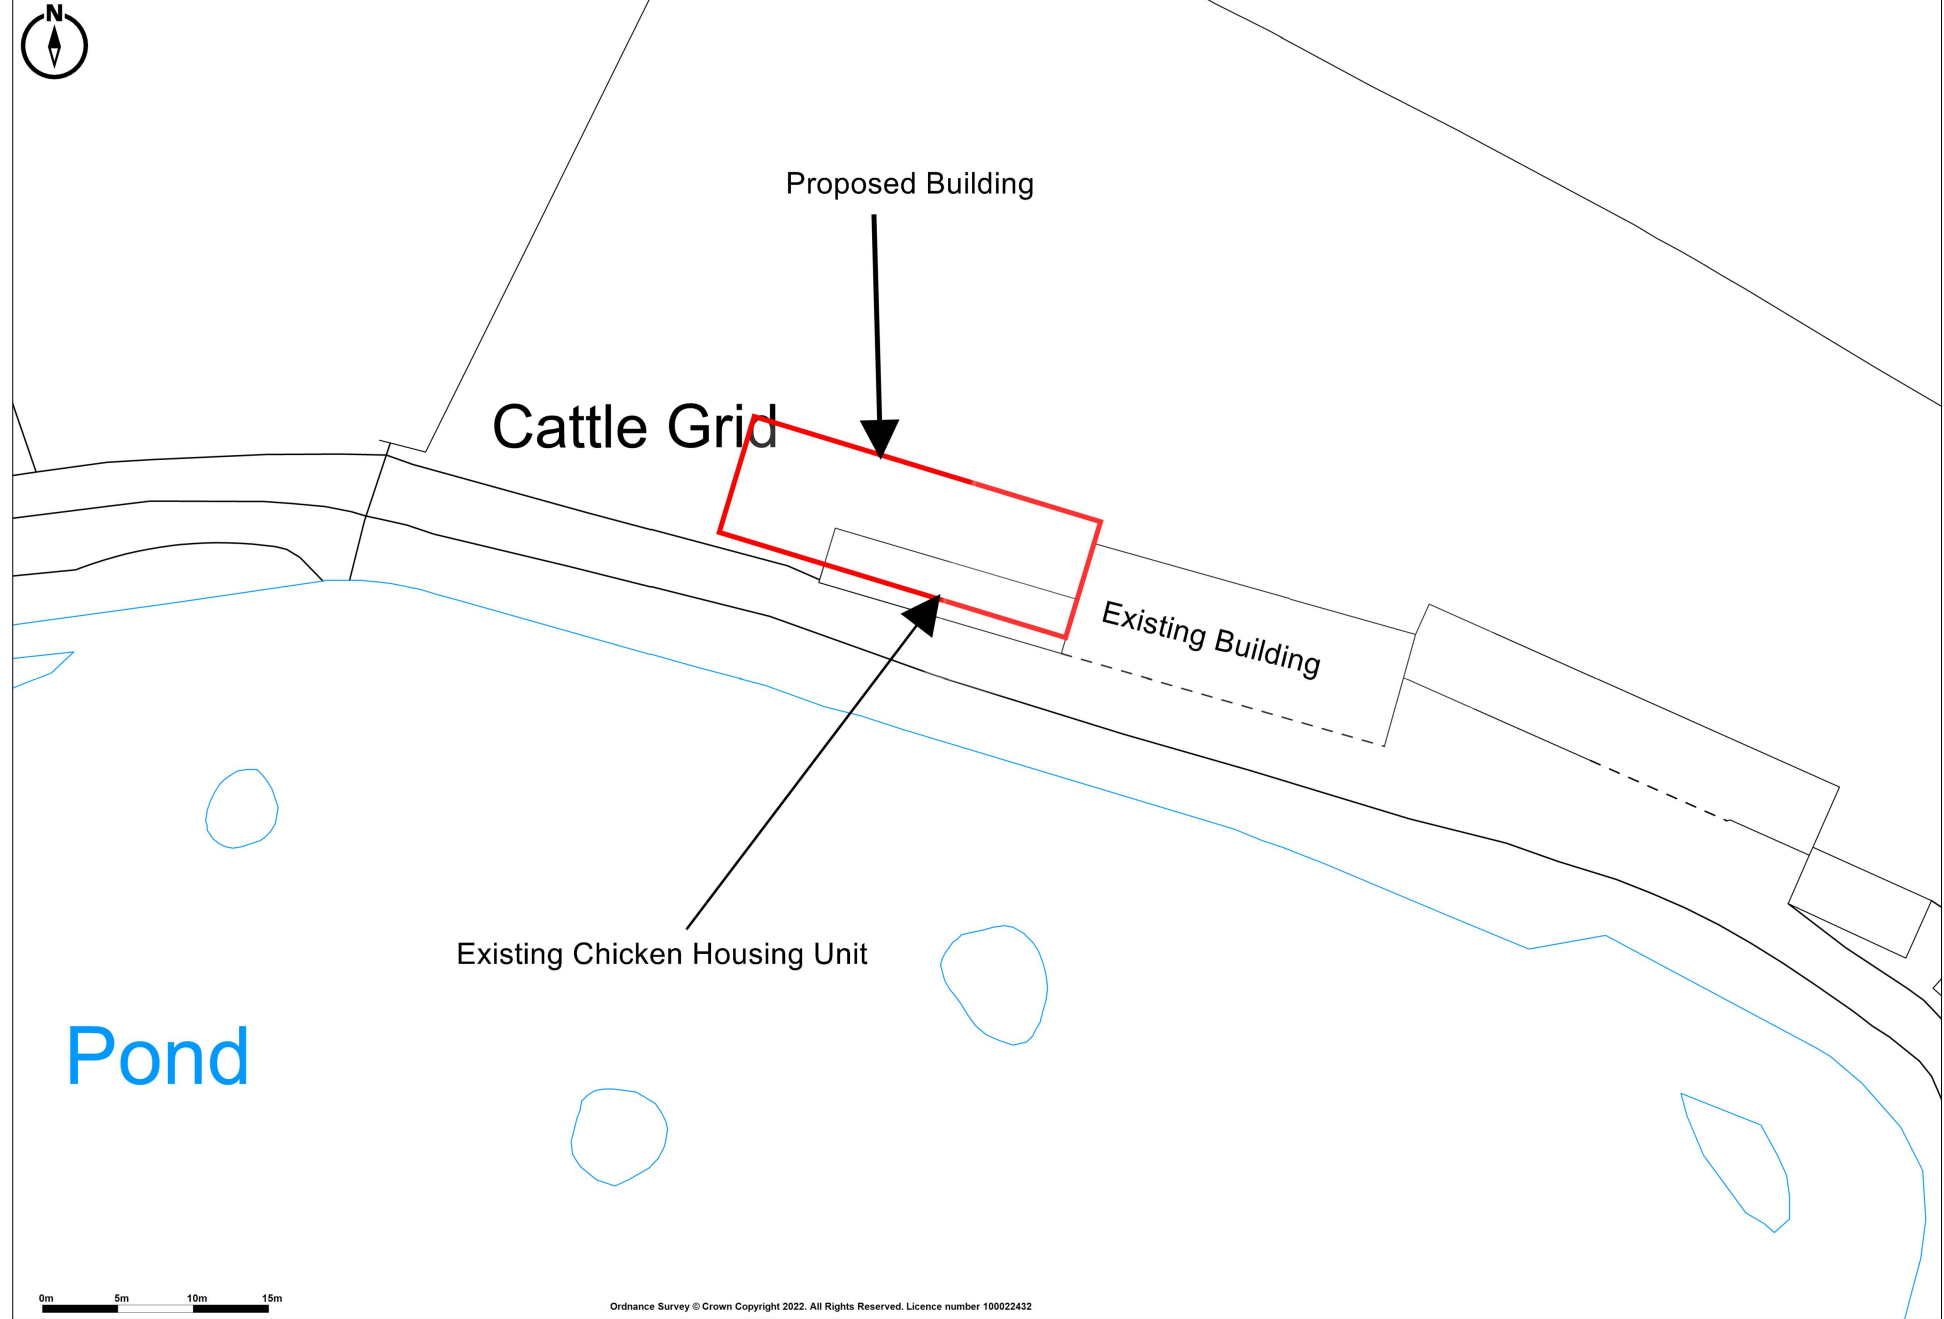 N
Proposed Building
Cattle Grid
Existing Building
Existing Chicken Housing Unit
Pond
0m 5m 10m 15m
Ordnance Survey © Crown Copyright 2022. All Rights Reserved. Licence number 100022432